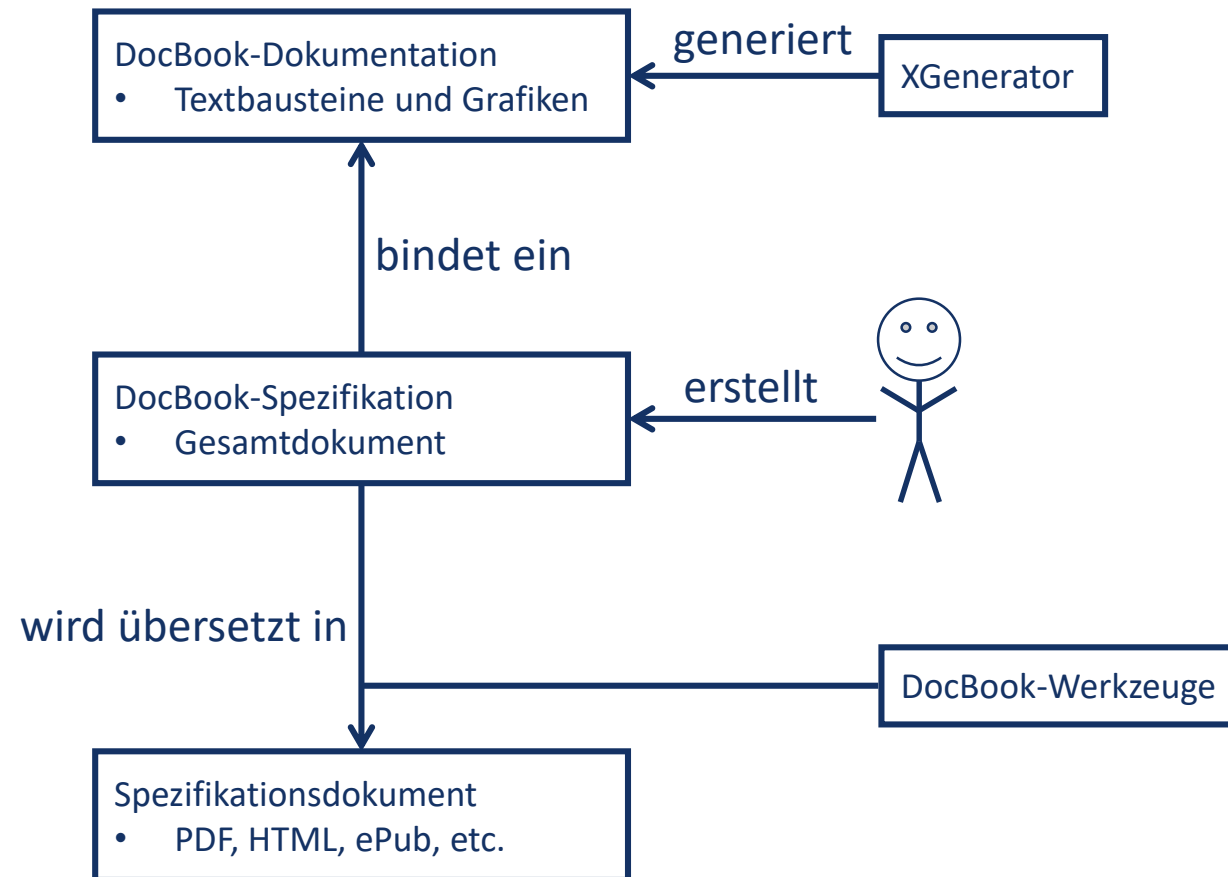 DocBook-Dokumentation
• Textbausteine und Grafiken
generiert
XGenerator
bindet ein
DocBook-Spezifikation
• Gesamtdokument
erstellt
wird übersetzt in
DocBook-Werkzeuge
Spezifikationsdokument
• PDF, HTML, ePub, etc.